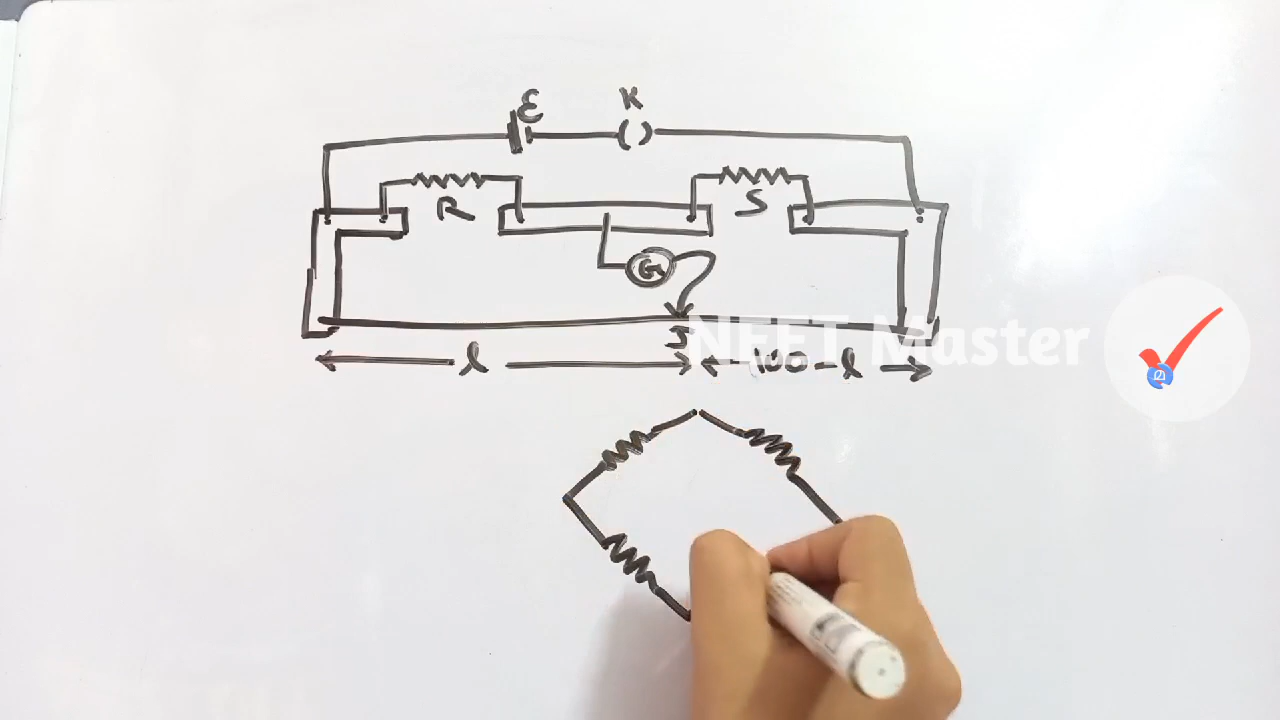 ε K
R S
G
J
NEET Master
l 100-l